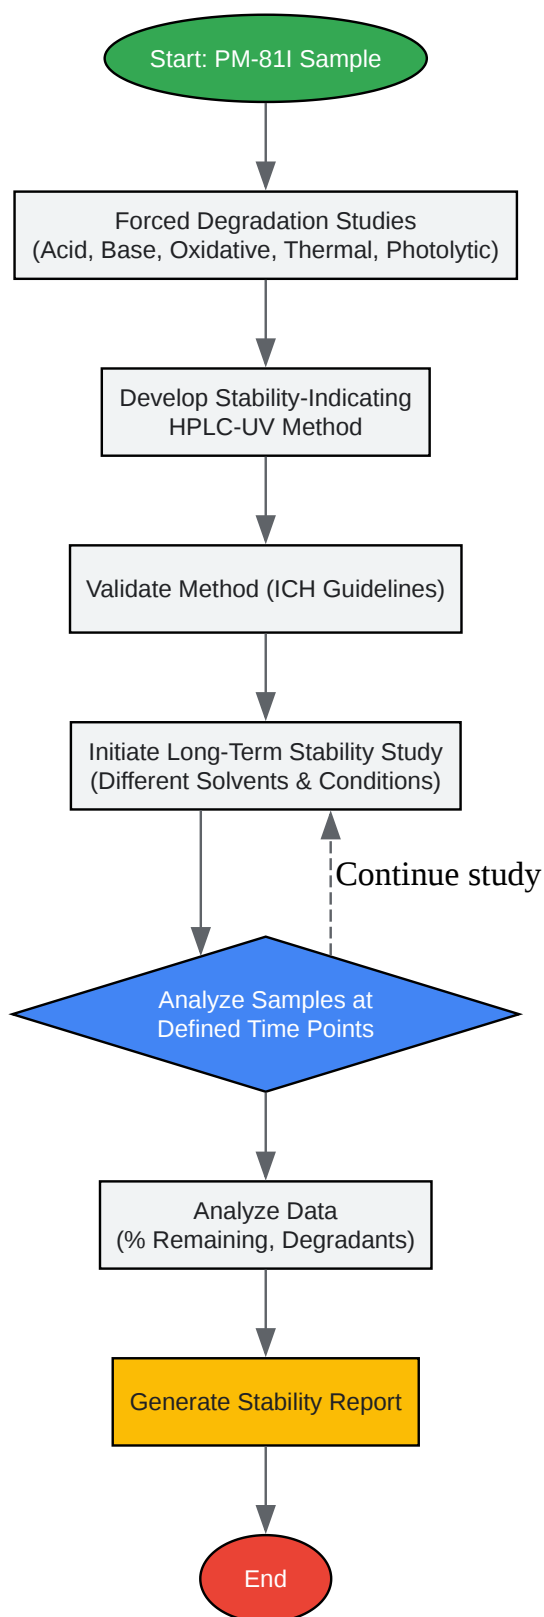 Start: PM-81I Sample
Forced Degradation Studies
(Acid, Base, Oxidative, Thermal, Photolytic)
Develop Stability-Indicating
HPLC-UV Method
Validate Method (ICH Guidelines)
Initiate Long-Term Stability Study
(Different Solvents & Conditions)
Continue study
Analyze Samples at
Defined Time Points
Analyze Data
(% Remaining, Degradants)
Generate Stability Report
End